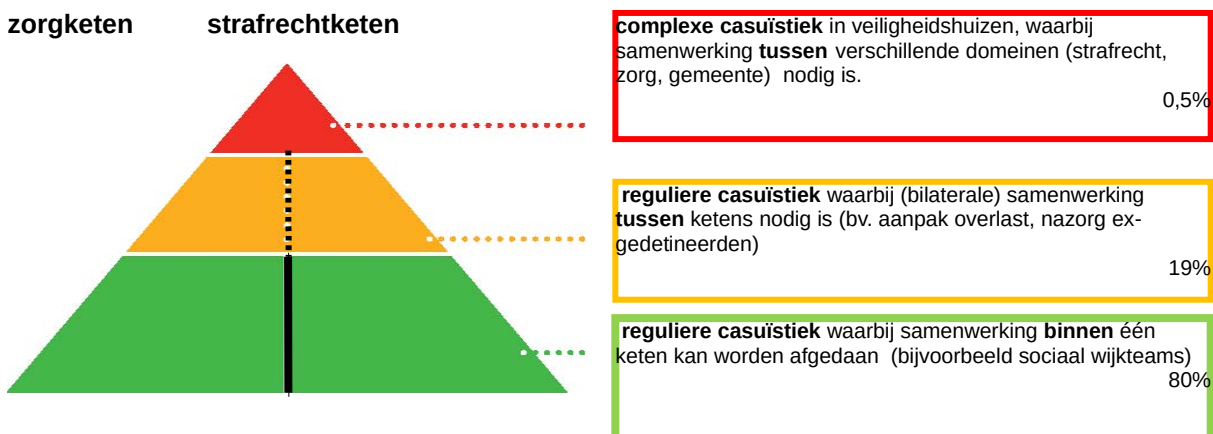 zorgketen strafrechtketen
complexe casuïstiek in veiligheidshuizen, waarbij
samenwerking tussen verschillende domeinen (strafrecht,
zorg, gemeente) nodig is.
0,5%
reguliere casuïstiek waarbij (bilaterale) samenwerking
tussen ketens nodig is (bv. aanpak overlast, nazorg ex-
gedetineerden)
19%
reguliere casuïstiek waarbij samenwerking binnen één
keten kan worden afgedaan (bijvoorbeeld sociaal wijkteams)
80%